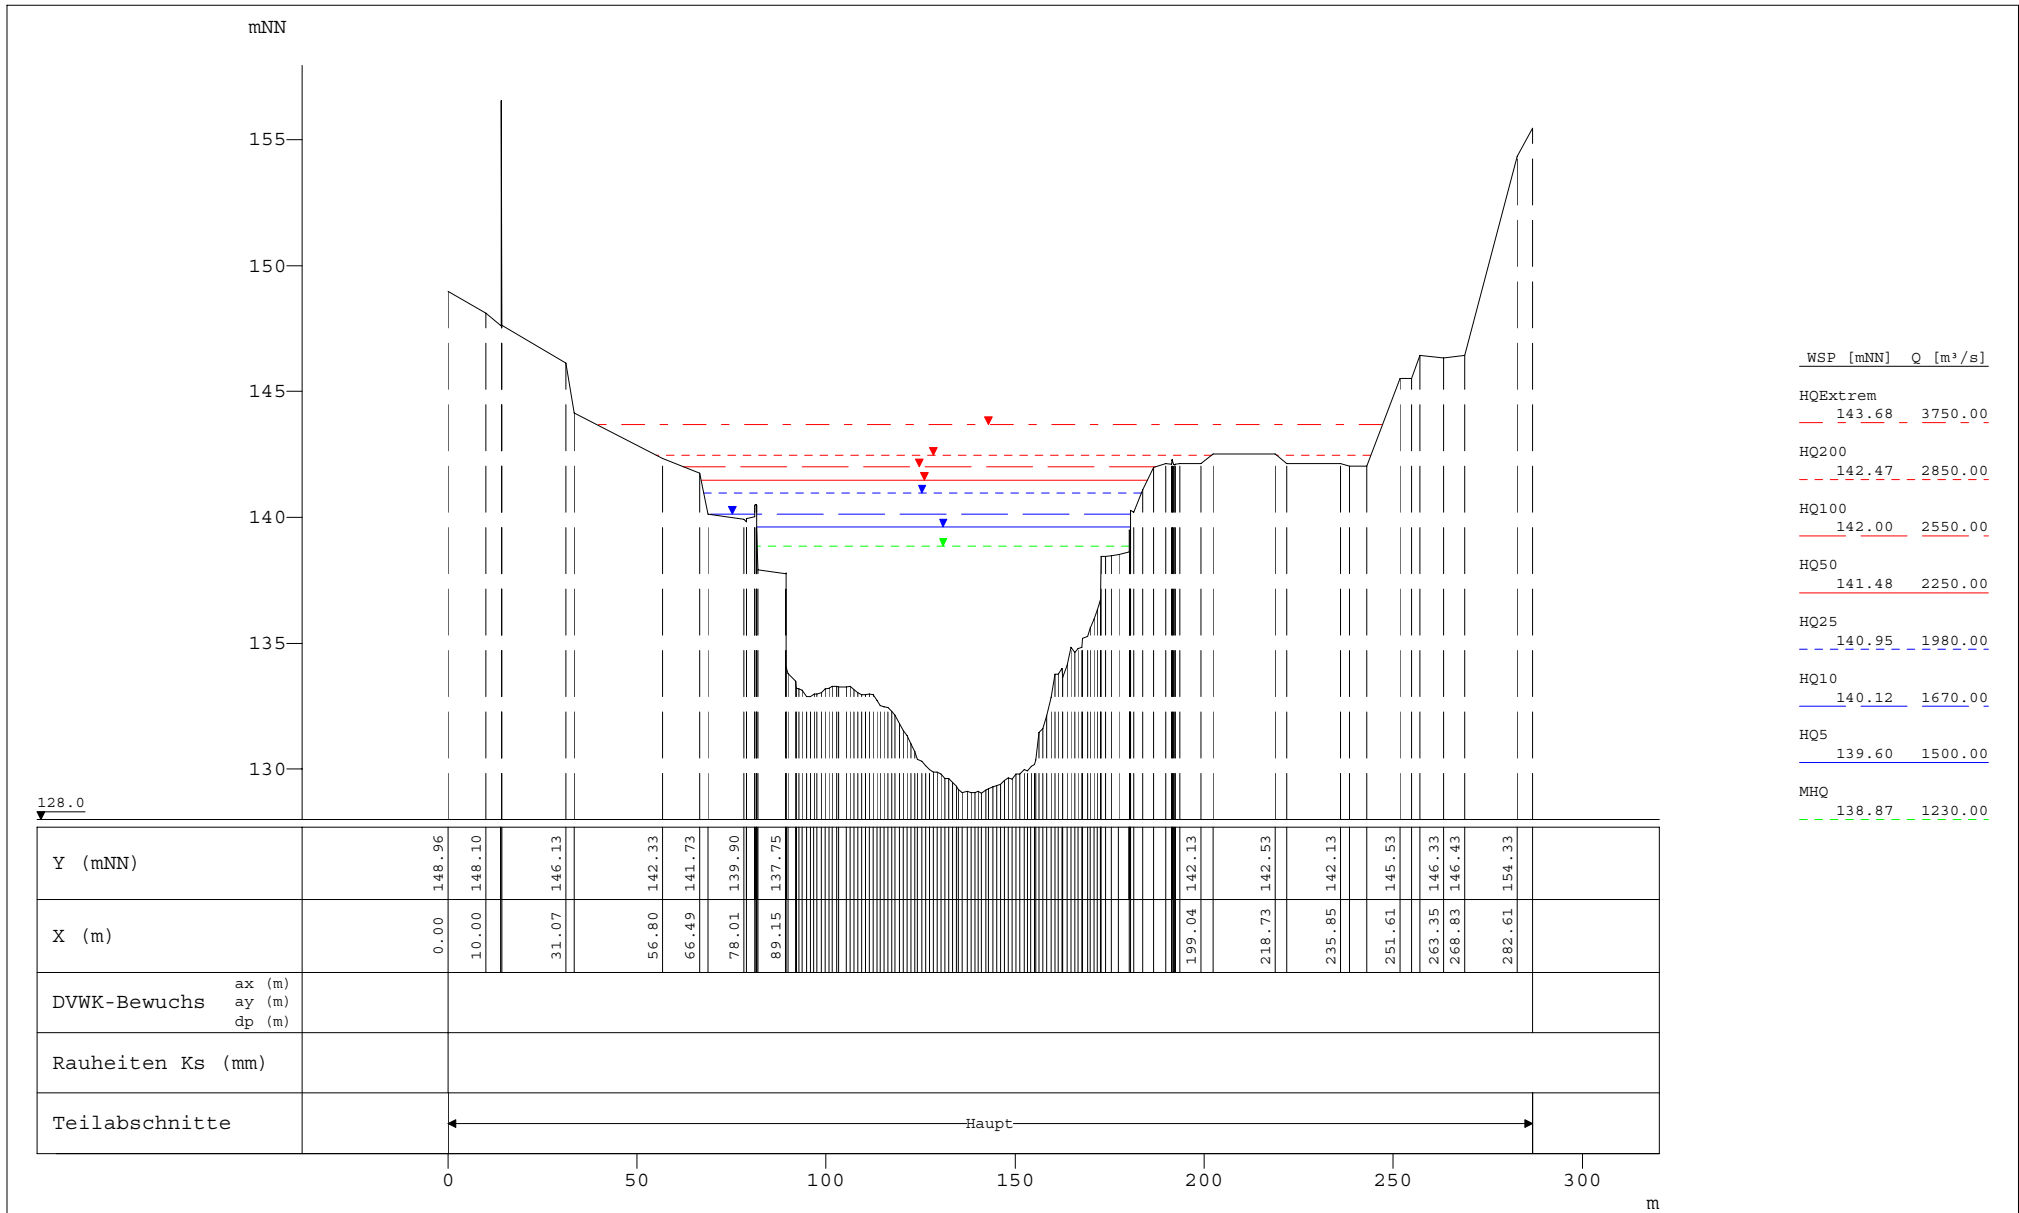 mNN
155
150
145
140
135
130
128.0
WSP [mNN] Q [m³/s]
HQExtrem
143.68 3750.00
HQ200
142.47 2850.00
HQ100
142.00 2550.00
HQ50
141.48 2250.00
HQ25
140.95 1980.00
HQ10
140.12 1670.00
HQ5
139.60 1500.00
MHQ
138.87 1230.00
Y (mNN) 148.96 148.10 146.13 142.33 141.73 139.90 137.75 142.13 142.53 142.13 145.53 146.33 146.43 154.33
X (m) 0.00 10.00 31.07 56.80 66.49 78.01 89.15 199.04 218.73 235.85 251.61 263.35 268.83 282.61
DVWK-Bewuchs
ax (m)
ay (m)
dp (m)
Rauheiten Ks (mm)
Teilabschnitte Haupt
0 50 100 150 200 250 300
m